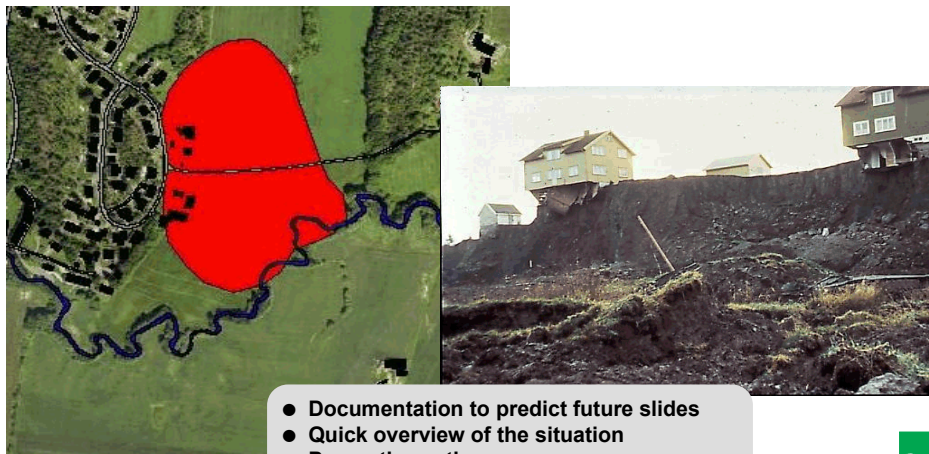 ● Documentation to predict future slides
● Quick overview of the situation